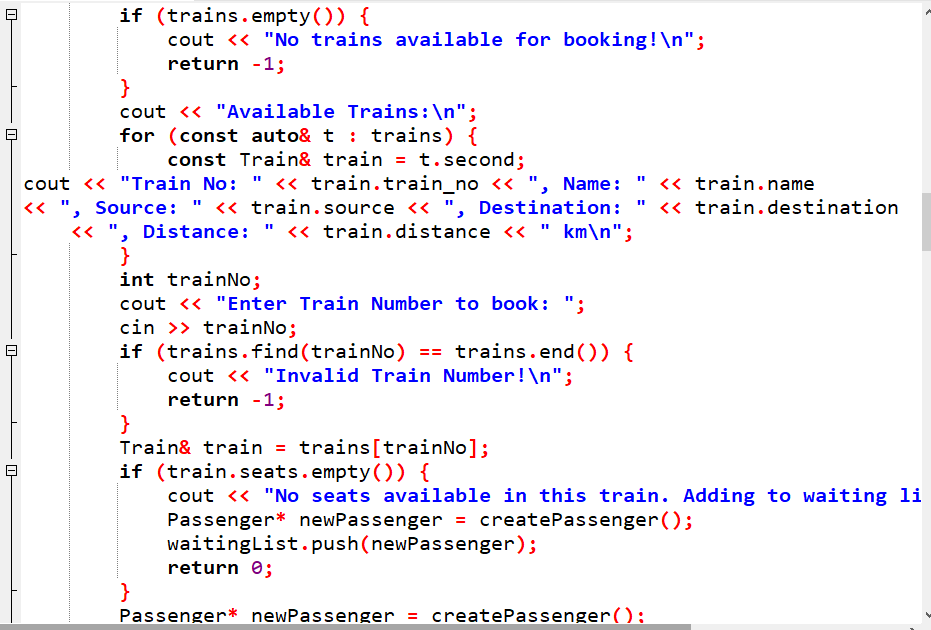 if (trains.empty()) {
cout << "No trains available for booking!\n";
return -1;
}
cout << "Available Trains:\n";
for (const auto& t : trains) {
const Train& train = t.second;
cout << "Train No: " << train.train_no << ", Name: " << train.name
<< ", Source: " << train.source << ", Destination: " << train.destination
<< ", Distance: " << train.distance << " km\n";
}
int trainNo;
cout << "Enter Train Number to book: ";
cin >> trainNo;
if (trains.find(trainNo) == trains.end()) {
cout << "Invalid Train Number!\n";
return -1;
}
Train& train = trains[trainNo];
if (train.seats.empty()) {
cout << "No seats available in this train. Adding to waiting li
Passenger* newPassenger = createPassenger();
waitingList.push(newPassenger);
return 0;
}
Passenger* newPassenger = createPassenger();